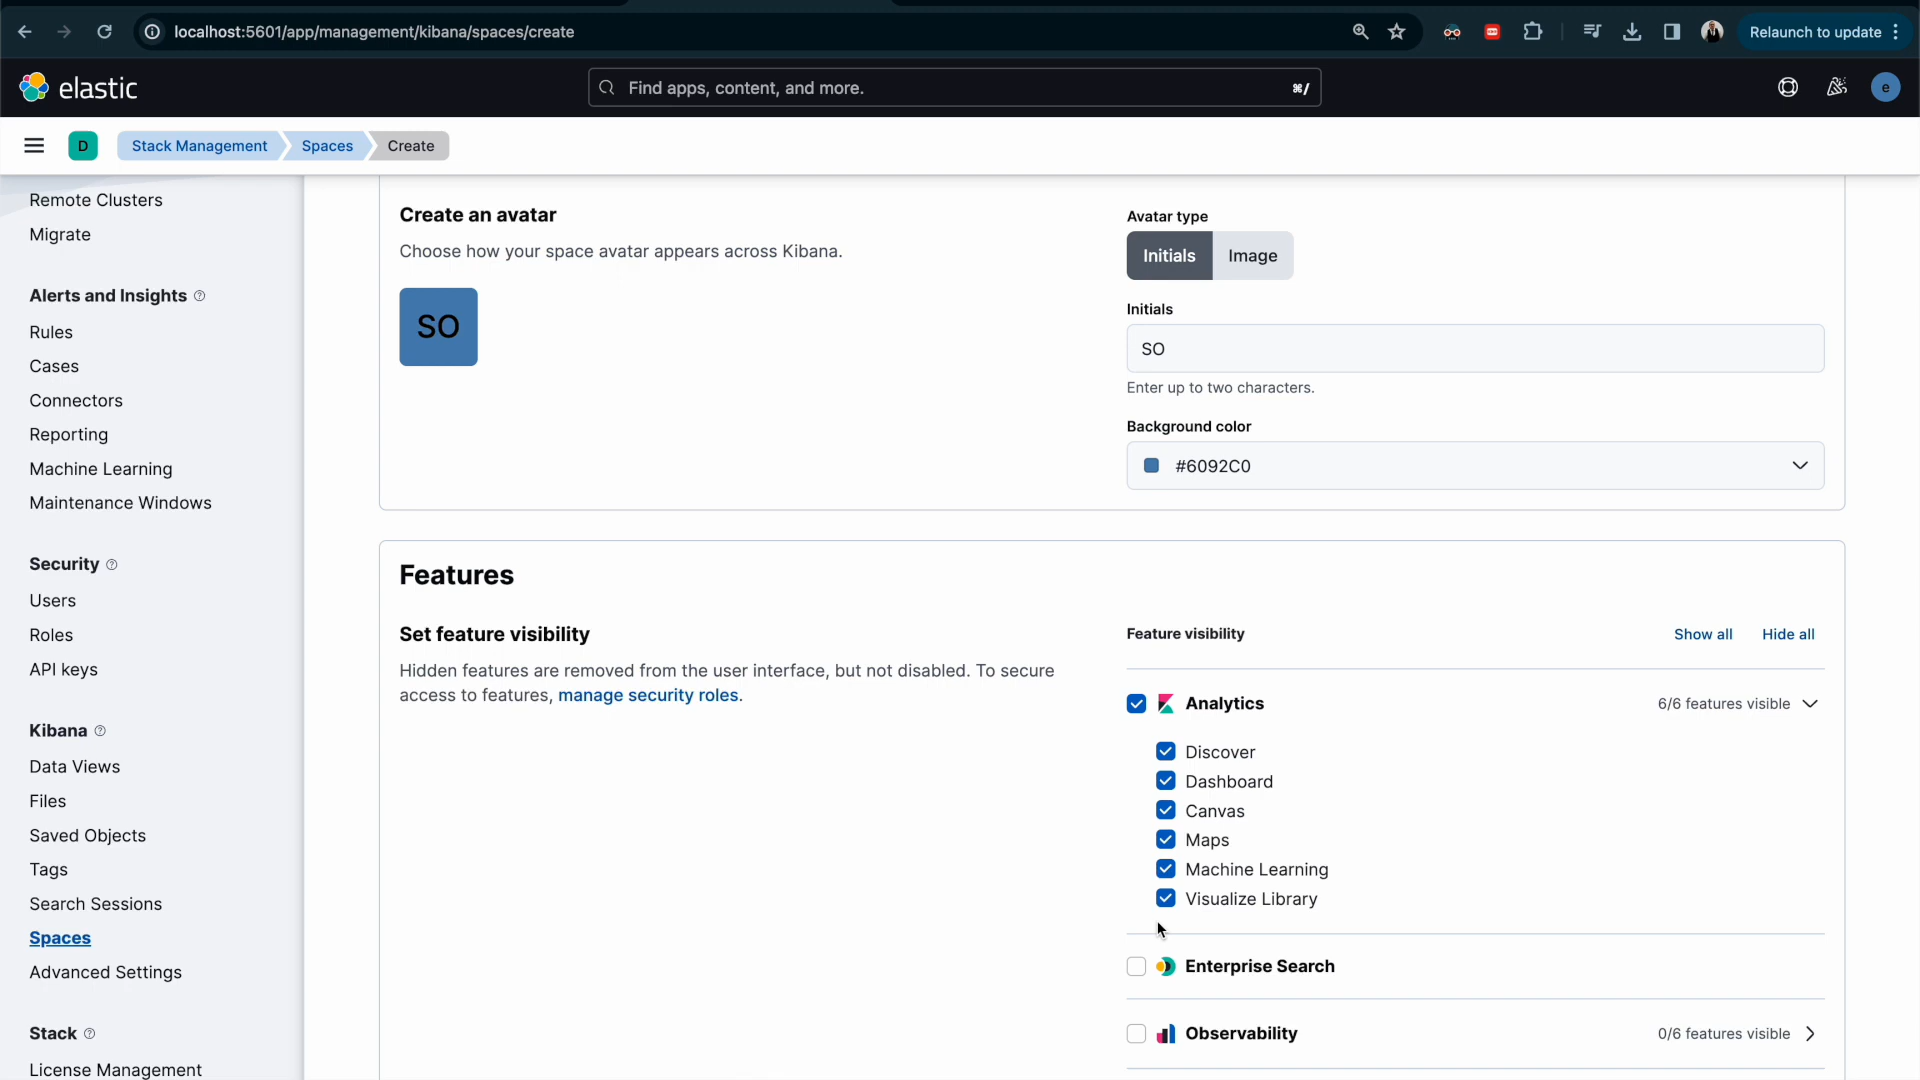 localhost:5601/app/management/kibana/spaces/create
Relaunch to update
elastic
Find apps, content, and more.
⌘/
e
D
Stack Management
Spaces
Create
Remote Clusters
Migrate
Alerts and Insights
Rules
Cases
Connectors
Reporting
Machine Learning
Maintenance Windows
Security
Users
Roles
API keys
Kibana
Data Views
Files
Saved Objects
Tags
Search Sessions
Spaces
Advanced Settings
Stack
License Management
Create an avatar
Choose how your space avatar appears across Kibana.
SO
Avatar type
Initials
Image
Initials
SO
Enter up to two characters.
Background color
#6092C0
Features
Set feature visibility
Hidden features are removed from the user interface, but not disabled. To secure
access to features, manage security roles.
Feature visibility
Show all
Hide all
Analytics
6/6 features visible
Discover
Dashboard
Canvas
Maps
Machine Learning
Visualize Library
Enterprise Search
Observability
0/6 features visible